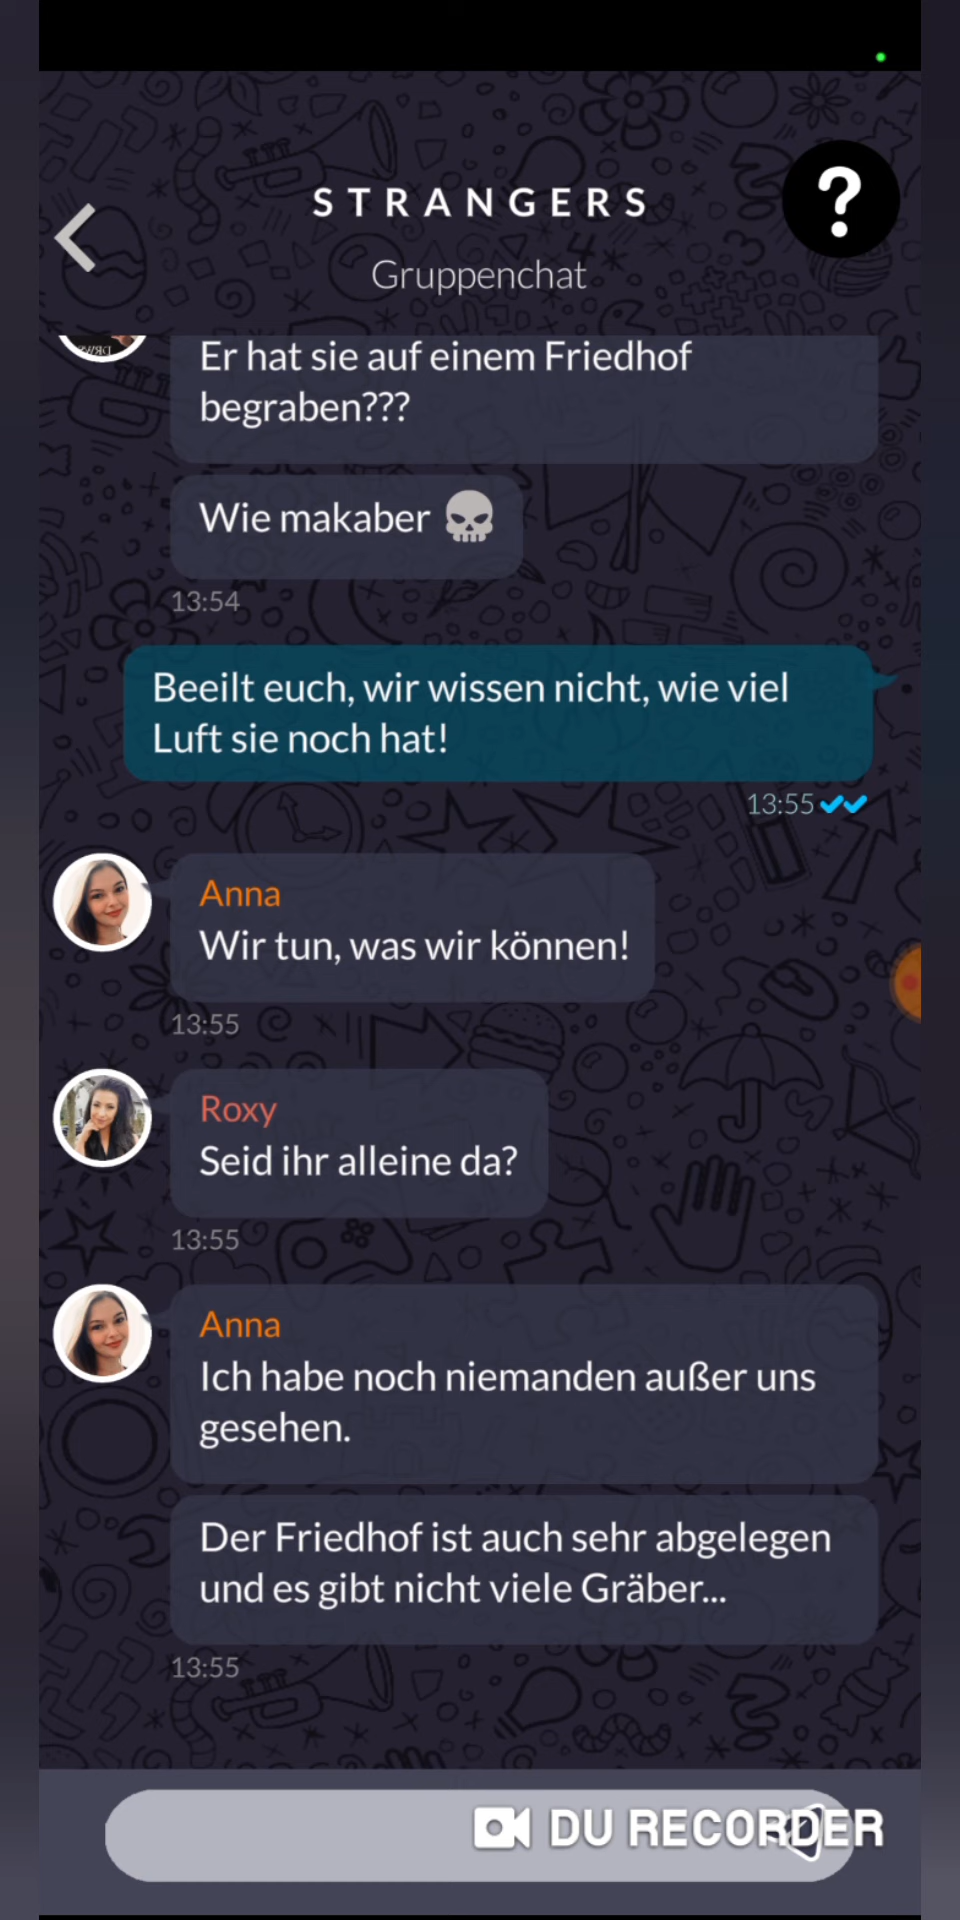 STRANGERS
?
Gruppenchat
Er hat sie auf einem Friedhof
begraben???
Wie makaber 💀
13:54
Beeilt euch, wir wissen nicht, wie viel
Luft sie noch hat!
13:55
Anna
Wir tun, was wir können!
13:55
Roxy
Seid ihr alleine da?
13:55
Anna
Ich habe noch niemanden außer uns
gesehen.
Der Friedhof ist auch sehr abgelegen
und es gibt nicht viele Gräber...
13:55
DU RECORDER